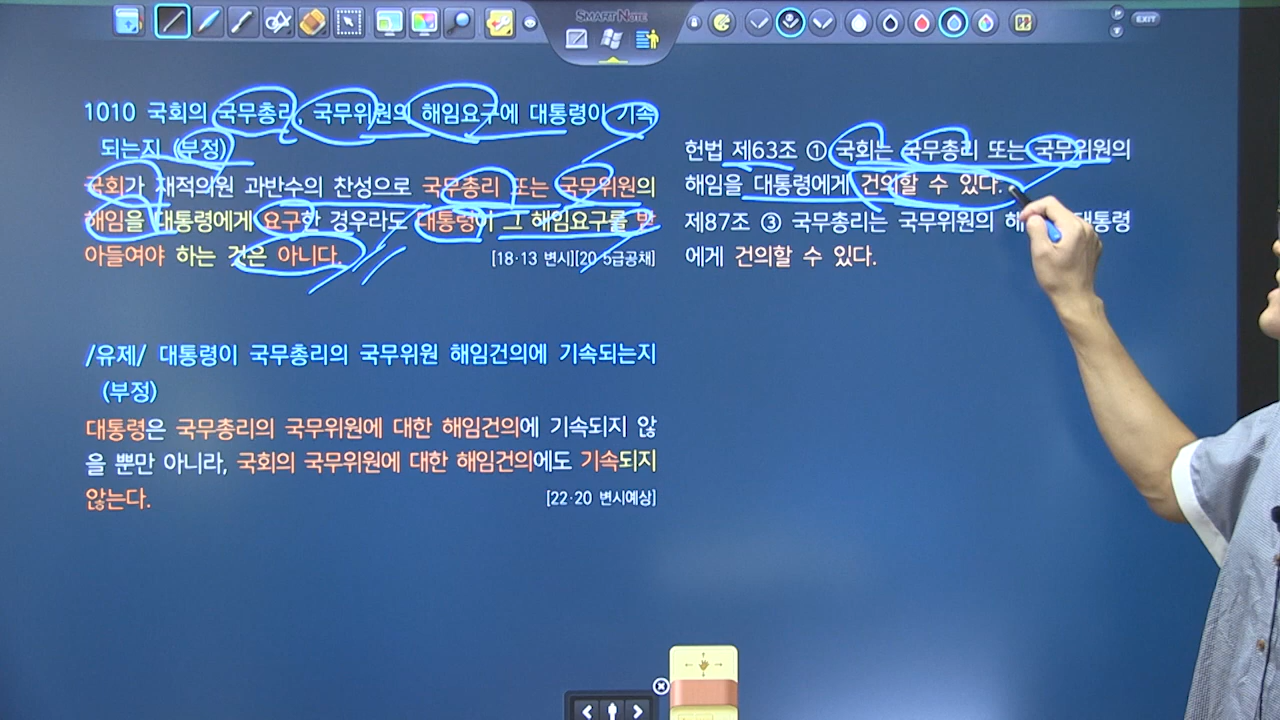 SMART NOTE
EXIT
1010 국회의 국무총리, 국무위원의 해임요구에 대통령이 기속
되는지 (부정)
국회가 재적의원 과반수의 찬성으로 국무총리 또는 국무위원의
해임을 대통령에게 요구한 경우라도 대통령이 그 해임요구를 받
아들여야 하는 것은 아니다.
[18·13 변시][20 5급공채]
/유제/ 대통령이 국무총리의 국무위원 해임건의에 기속되는지
(부정)
대통령은 국무총리의 국무위원에 대한 해임건의에 기속되지 않
을 뿐만 아니라, 국회의 국무위원에 대한 해임건의에도 기속되지
않는다.
[22·20 변시예상]
헌법 제63조 ① 국회는 국무총리 또는 국무위원의
해임을 대통령에게 건의할 수 있다.
제87조 ③ 국무총리는 국무위원의 해 대통령
에게 건의할 수 있다.